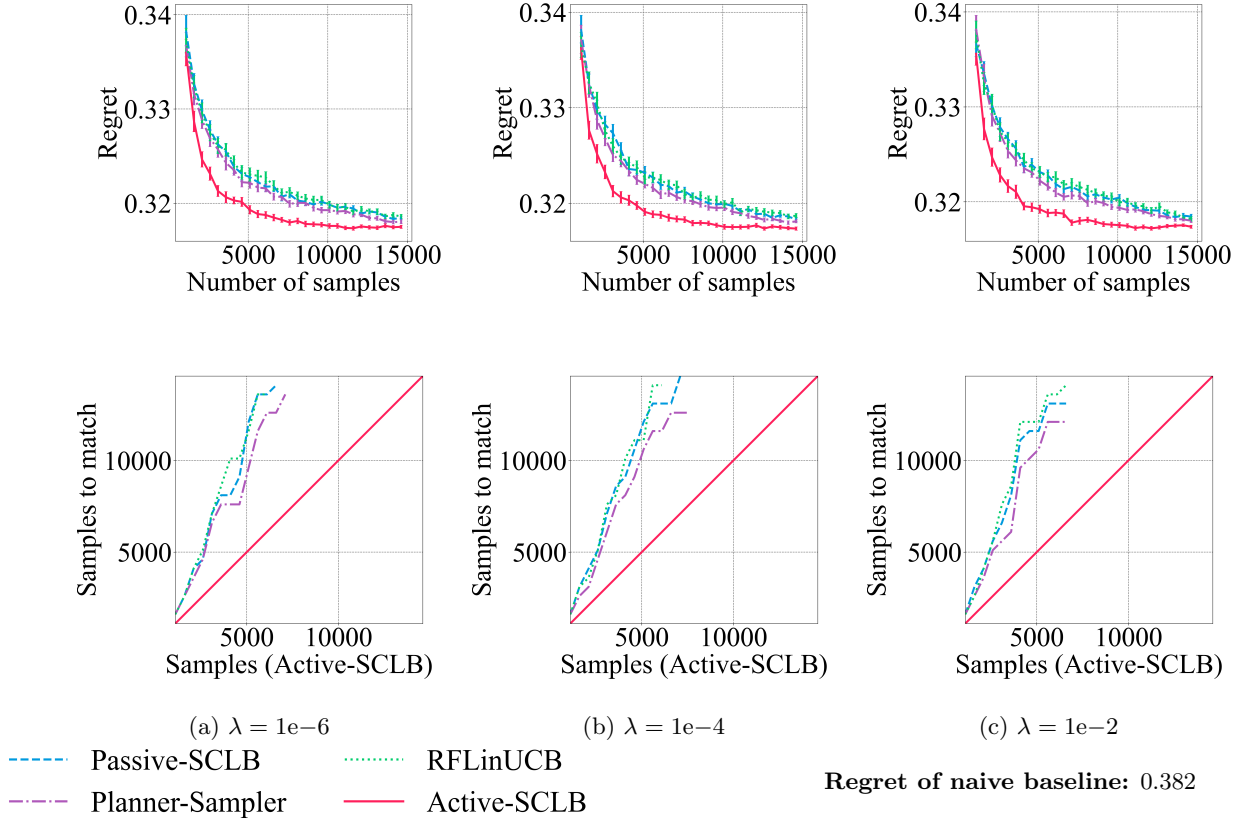 0.34
0.33
0.32
Regret
5000 10000 15000
Number of samples
0.34
0.33
0.32
Regret
5000 10000 15000
Number of samples
0.34
0.33
0.32
Regret
5000 10000 15000
Number of samples
10000
5000
Samples to match
5000 10000
Samples (Active-SCLB)
10000
5000
Samples to match
5000 10000
Samples (Active-SCLB)
10000
5000
Samples to match
5000 10000
Samples (Active-SCLB)
(a) λ = 1e−6
(b) λ = 1e−4
(c) λ = 1e−2
Passive-SCLB
RFLinUCB
Planner-Sampler
Active-SCLB
Regret of naive baseline: 0.382